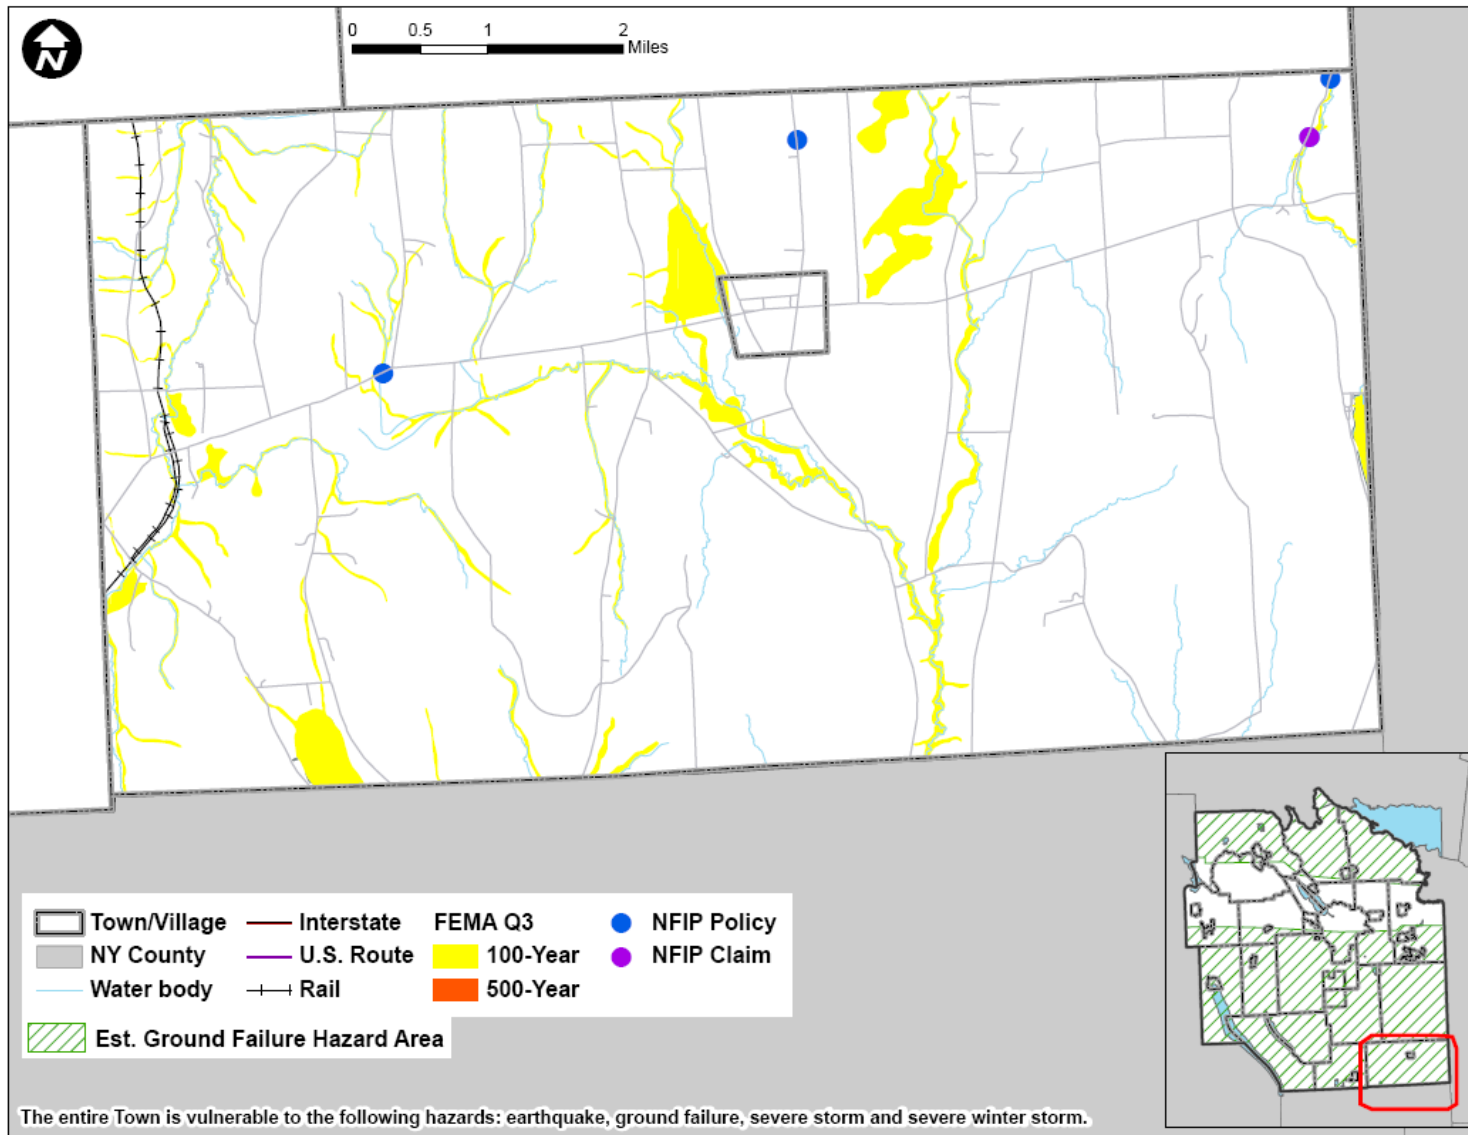 N
0 0.5 1 2
Miles
Town/Village Interstate FEMA Q3 NFIP Policy
NY County U.S. Route 100-Year NFIP Claim
Water body Rail 500-Year
Est. Ground Failure Hazard Area
The entire Town is vulnerable to the following hazards: earthquake, ground failure, severe storm and severe winter storm.